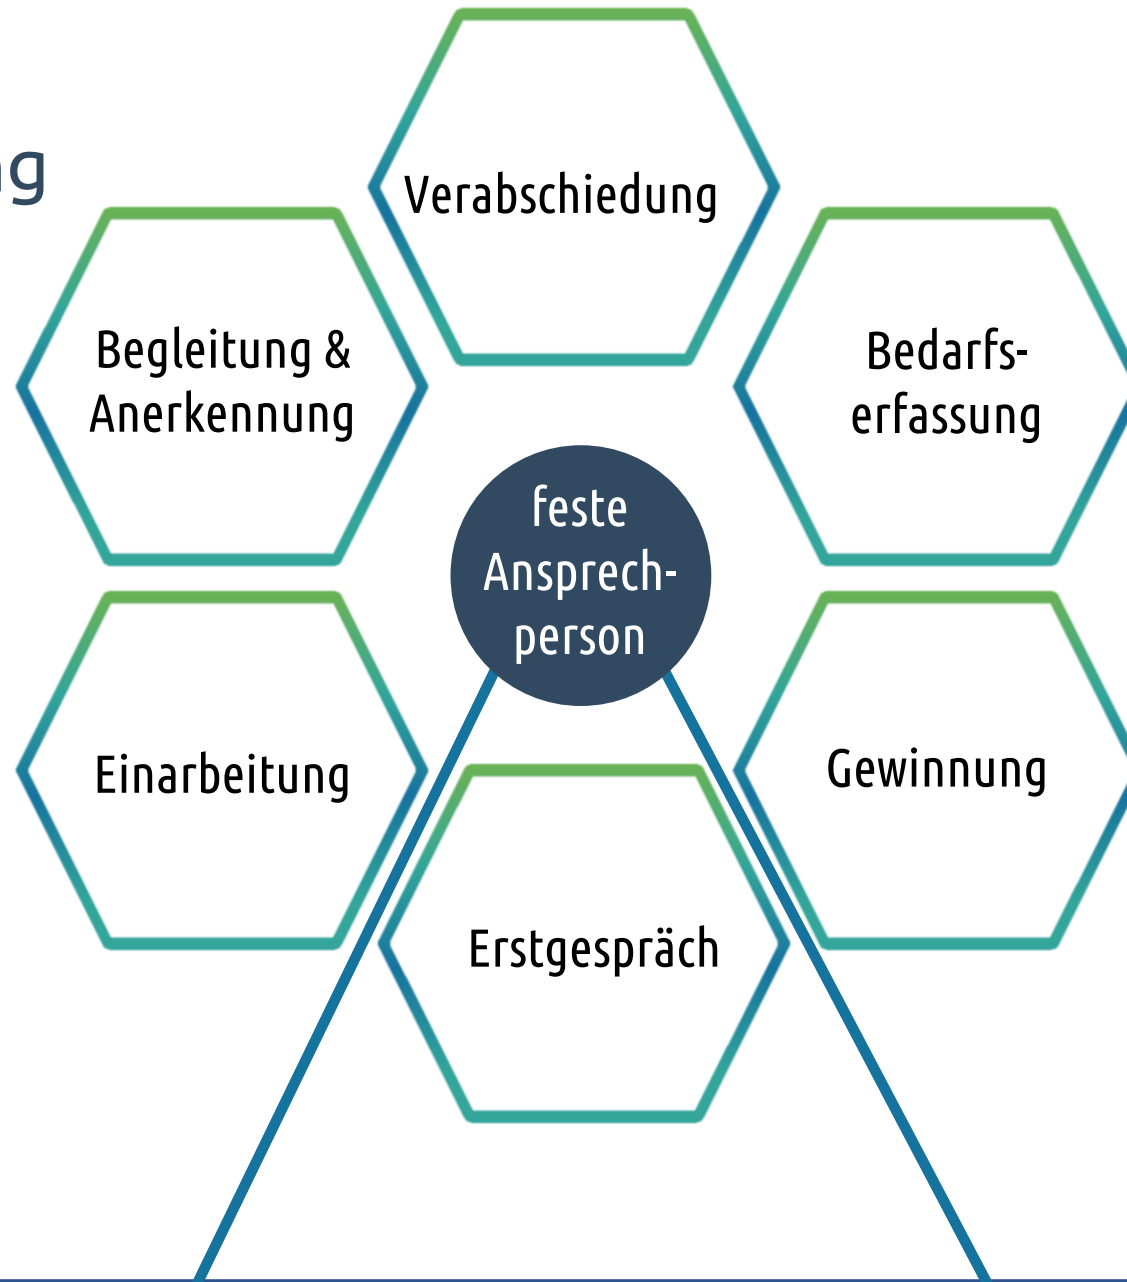 Verabschiedung
Begleitung &
Anerkennung
Bedarfs-
erfassung
feste
Ansprech-
person
Einarbeitung
Gewinnung
Erstgespräch